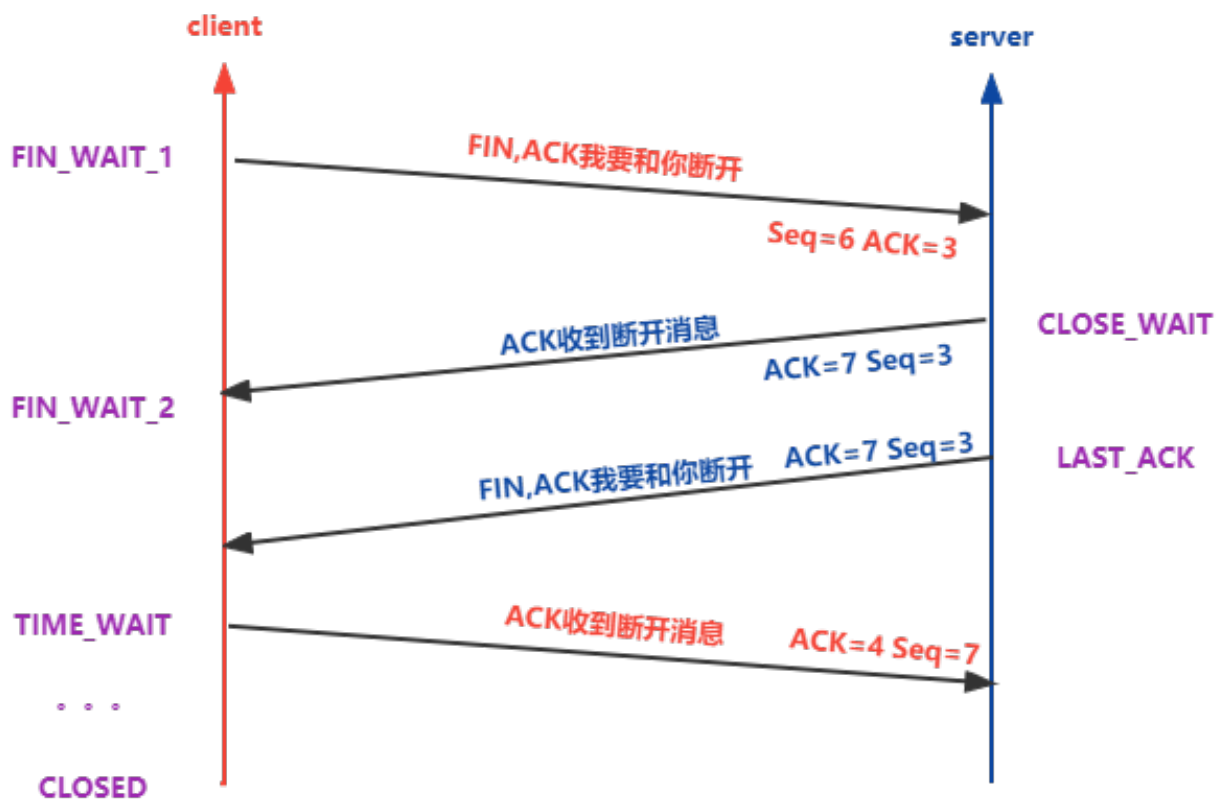 client
server
FIN_WAIT_1
FIN,ACK我要和你断开
Seq=6 ACK=3
ACK收到断开消息
CLOSE_WAIT
ACK=7 Seq=3
FIN_WAIT_2
FIN,ACK我要和你断开
ACK=7 Seq=3
LAST_ACK
TIME_WAIT
ACK收到断开消息
ACK=4 Seq=7
。。。
CLOSED